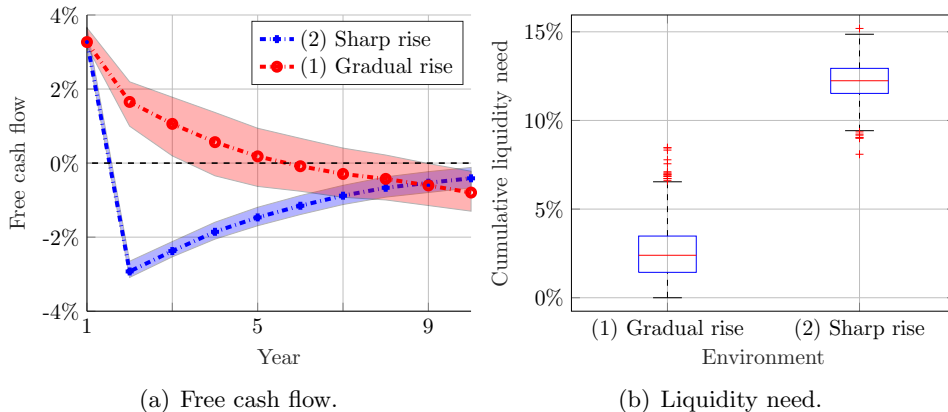 4%
2%
0%
-2%
-4%
Free cash flow
(2) Sharp rise
(1) Gradual rise
1
5
9
Year
(a) Free cash flow.
15%
10%
5%
0%
Cumulative liquidity need
(1) Gradual rise
(2) Sharp rise
Environment
(b) Liquidity need.